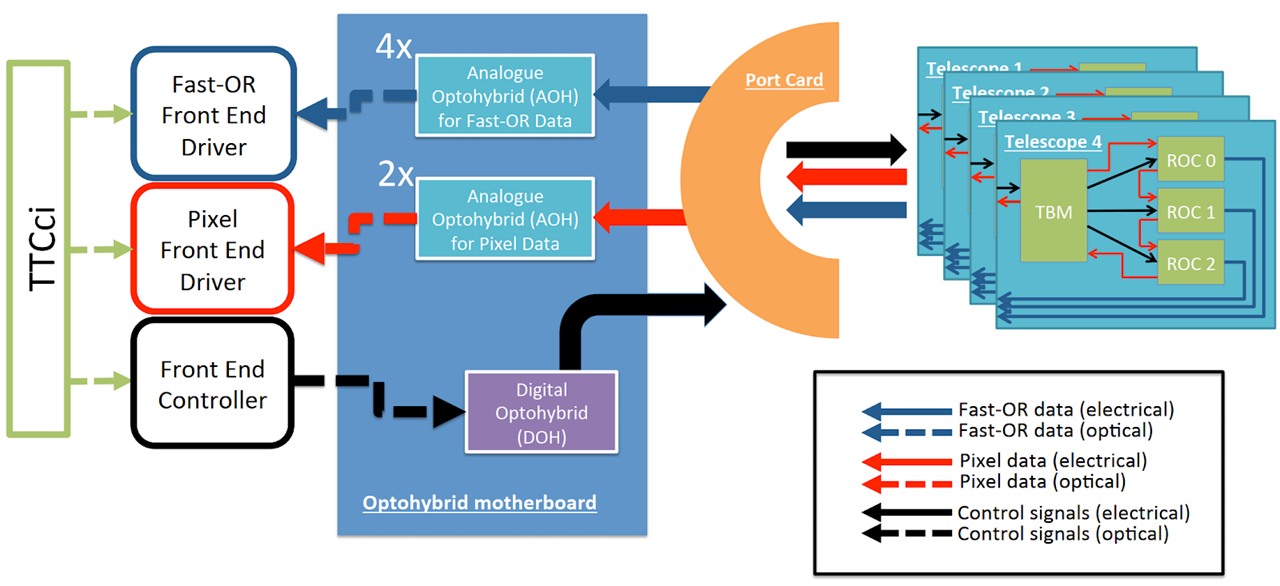 TTCci
Fast-OR
Front End
Driver
Pixel
Front End
Driver
Front End
Controller
4x
Analogue
Optohybrid (AOH)
for Fast-OR Data
2x
Analogue
Optohybrid (AOH)
for Pixel Data
Digital
Optohybrid
(DOH)
Optohybrid motherboard
Port Card
Telescope 1
Telescope 2
Telescope 3
Telescope 4
TBM
ROC 0
ROC 1
ROC 2
Fast-OR data (electrical)
Fast-OR data (optical)
Pixel data (electrical)
Pixel data (optical)
Control signals (electrical)
Control signals (optical)